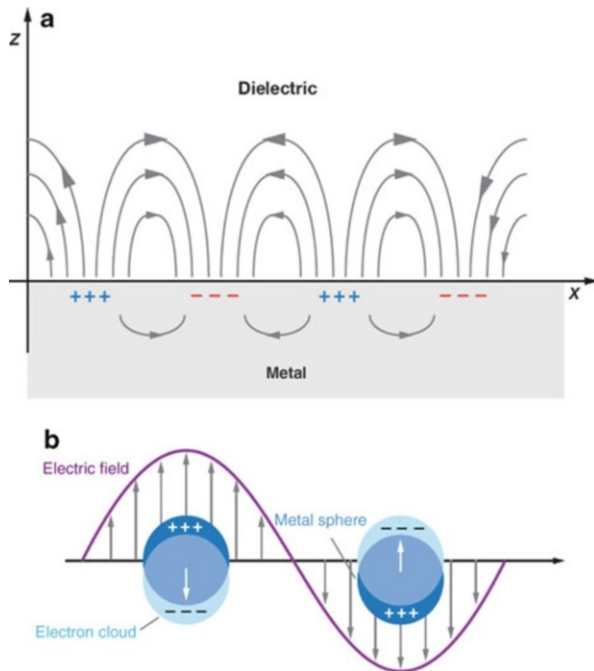 a
z
Dielectric
+++ − − − +++ − − −
x
Metal
b
Electric field
Metal sphere
+++ − − −
− − − +++
Electron cloud